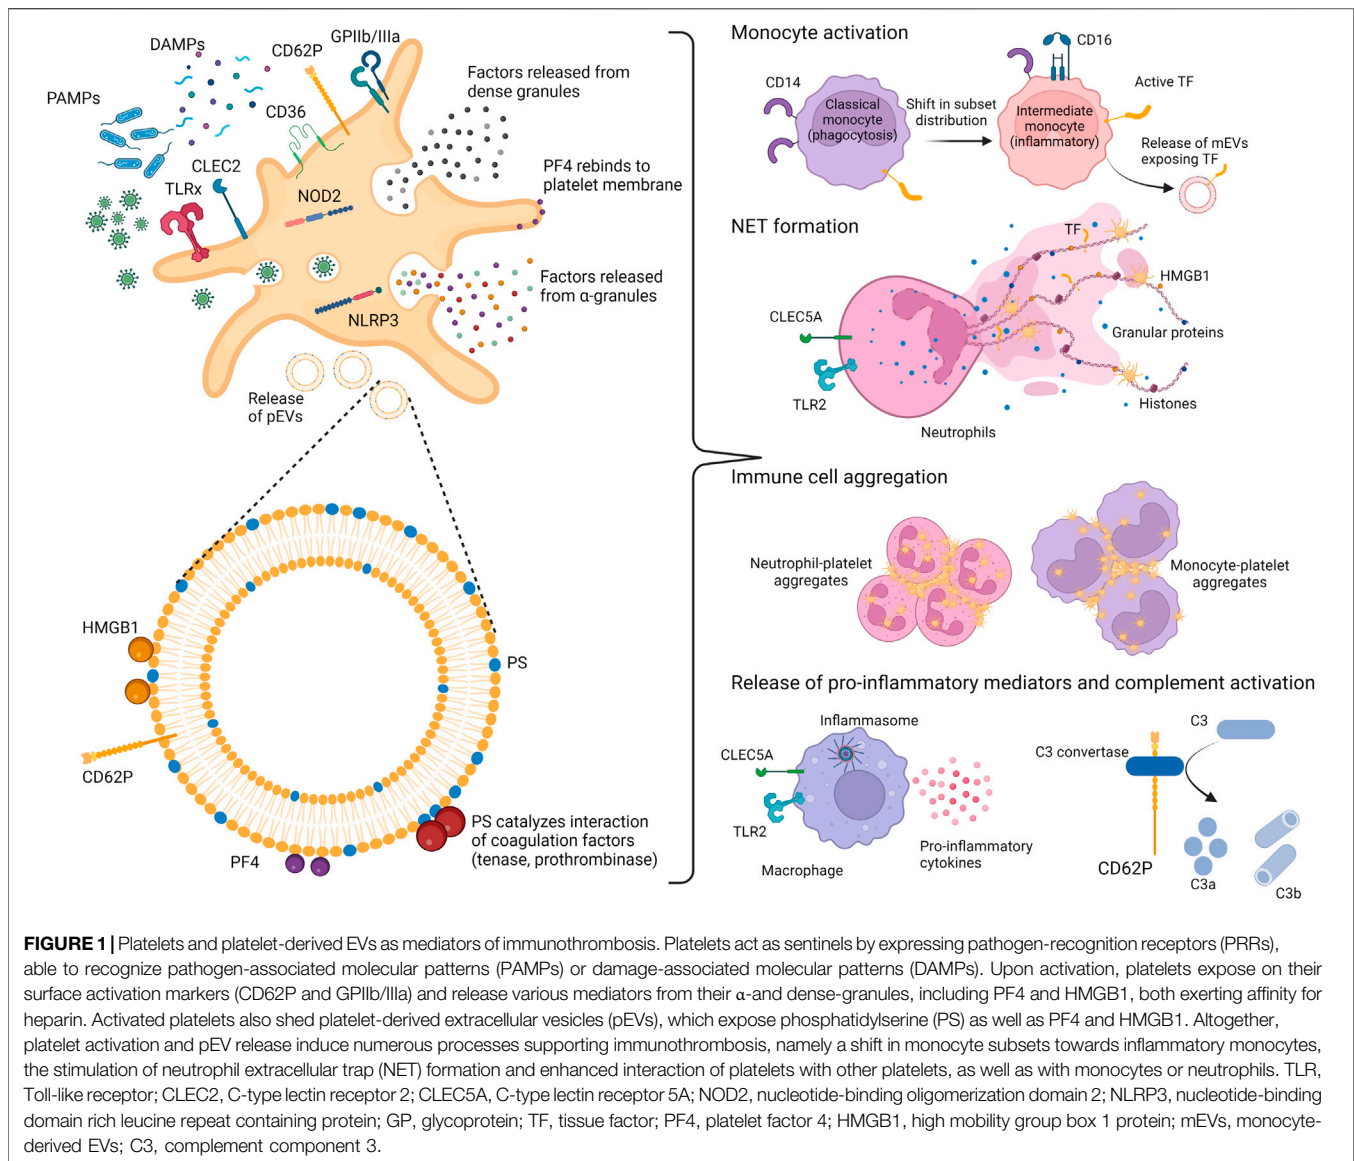 DAMPs
CD62P
GPIIb/IIIa
PAMPs
CD36
CLEC2
TLRx
NOD2
NLRP3
Factors released from
dense granules
PF4 rebinds to
platelet membrane
Factors released
from α-granules
Release
of pEVs
HMGB1
PS
CD62P
PF4
PS catalyzes interaction
of coagulation factors
(tenase, prothrombinase)
Monocyte activation
CD14
Classical
monocyte
(phagocytosis)
Shift in subset
distribution
CD16
Intermediate
monocyte
(inflammatory)
Active TF
Release of mEVs
exposing TF
NET formation
TF
HMGB1
CLEC5A
Granular proteins
TLR2
Histones
Neutrophils
Immune cell aggregation
Neutrophil-platelet
aggregates
Monocyte-platelet
aggregates
Release of pro-inflammatory mediators and complement activation
Inflammasome
CLEC5A
TLR2
Macrophage
Pro-inflammatory
cytokines
C3
C3 convertase
CD62P
C3a
C3b
FIGURE 1 | Platelets and platelet-derived EVs as mediators of immunothrombosis. Platelets act as sentinels by expressing pathogen-recognition receptors (PRRs),
able to recognize pathogen-associated molecular patterns (PAMPs) or damage-associated molecular patterns (DAMPs). Upon activation, platelets expose on their
surface activation markers (CD62P and GPIIb/IIIa) and release various mediators from their α-and dense-granules, including PF4 and HMGB1, both exerting affinity for
heparin. Activated platelets also shed platelet-derived extracellular vesicles (pEVs), which expose phosphatidylserine (PS) as well as PF4 and HMGB1. Altogether,
platelet activation and pEV release induce numerous processes supporting immunothrombosis, namely a shift in monocyte subsets towards inflammatory monocytes,
the stimulation of neutrophil extracellular trap (NET) formation and enhanced interaction of platelets with other platelets, as well as with monocytes or neutrophils. TLR,
Toll-like receptor; CLEC2, C-type lectin receptor 2; CLEC5A, C-type lectin receptor 5A; NOD2, nucleotide-binding oligomerization domain 2; NLRP3, nucleotide-binding
domain rich leucine repeat containing protein; GP, glycoprotein; TF, tissue factor; PF4, platelet factor 4; HMGB1, high mobility group box 1 protein; mEVs, monocyte-
derived EVs; C3, complement component 3.